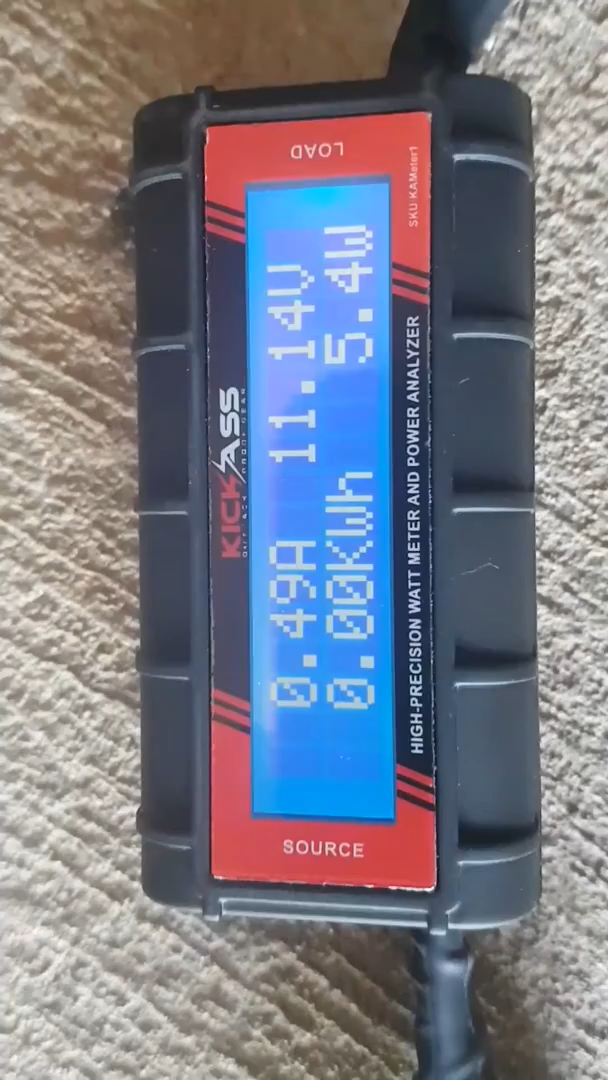 LOAD
SKU KAMeter1
KICKASS
0.49A 11.14V
0.00KWh 5.4W
HIGH-PRECISION WATT METER AND POWER ANALYZER
SOURCE